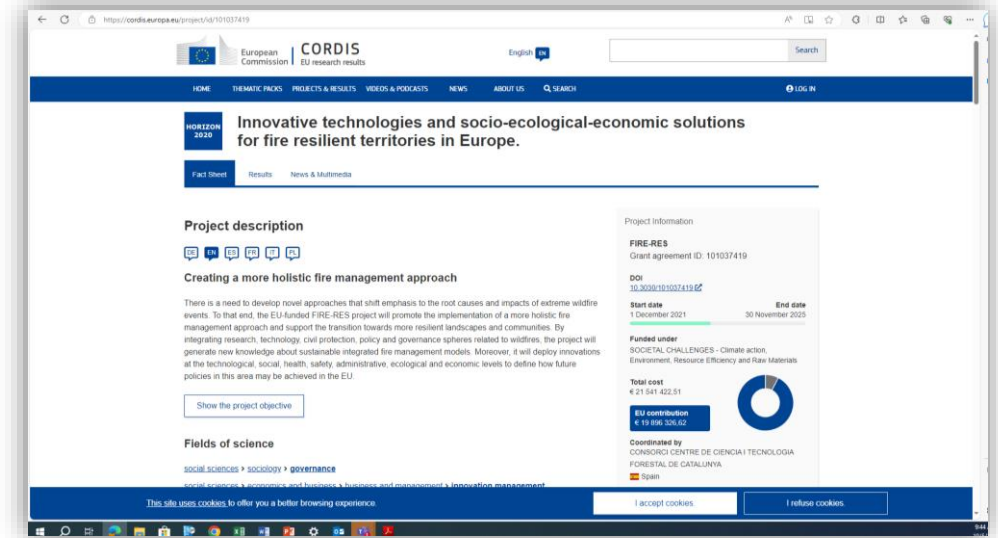 https://cordis.europa.eu/project/id/101037419
European Commission
CORDIS
EU research results
English EN
Search
HOME THEMATIC PACKS PROJECTS & RESULTS VIDEOS & PODCASTS NEWS ABOUT US SEARCH LOG IN
HORIZON 2020
Innovative technologies and socio-ecological-economic solutions
for fire resilient territories in Europe.
Fact Sheet Results News & Multimedia
Project description
DE EN ES FR IT PL
Creating a more holistic fire management approach
There is a need to develop novel approaches that shift emphasis to the root causes and impacts of extreme wildfire
events. To that end, the EU-funded FIRE-RES project will promote the implementation of a more holistic fire
management approach and support the transition towards more resilient landscapes and communities. By
integrating research, technology, civil protection, policy and governance spheres related to wildfires, the project will
generate new knowledge about sustainable integrated fire management models. Moreover, it will deploy innovations
at the technological, social, health, safety, administrative, ecological and economic levels to define how future
policies in this area may be achieved in the EU.
Show the project objective
Fields of science
social sciences > sociology > governance
social sciences > economics and business > business and management > innovation management
Project Information
FIRE-RES
Grant agreement ID: 101037419
DOI
10.3030/101037419
Start date End date
1 December 2021 30 November 2025
Funded under
SOCIETAL CHALLENGES - Climate action,
Environment, Resource Efficiency and Raw Materials
Total cost
€ 21 541 422,51
EU contribution
€ 19 896 326,62
Coordinated by
CONSORCI CENTRE DE CIENCIA I TECNOLOGIA
FORESTAL DE CATALUNYA
Spain
This site uses cookies to offer you a better browsing experience.
I accept cookies.
I refuse cookies.
9:44